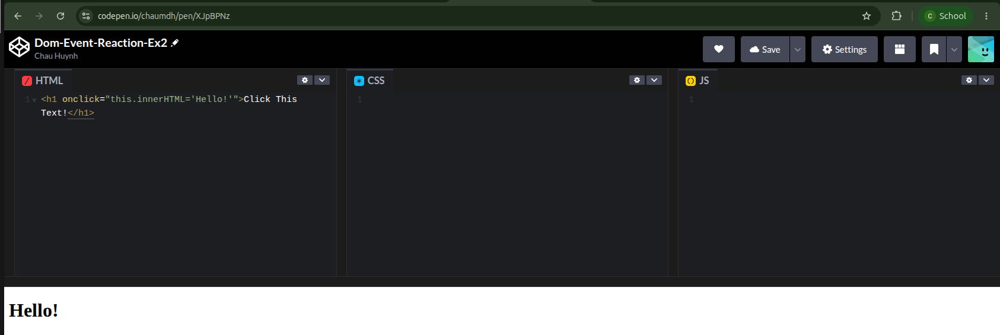 codepen.io/chaumdh/pen/XJpBPNz
C School
Dom-Event-Reaction-Ex2
Chau Huynh
Save
Settings
HTML
CSS
JS
1 <h1 onclick="this.innerHTML='Hello!'">Click This
Text!</h1>
1
1
Hello!